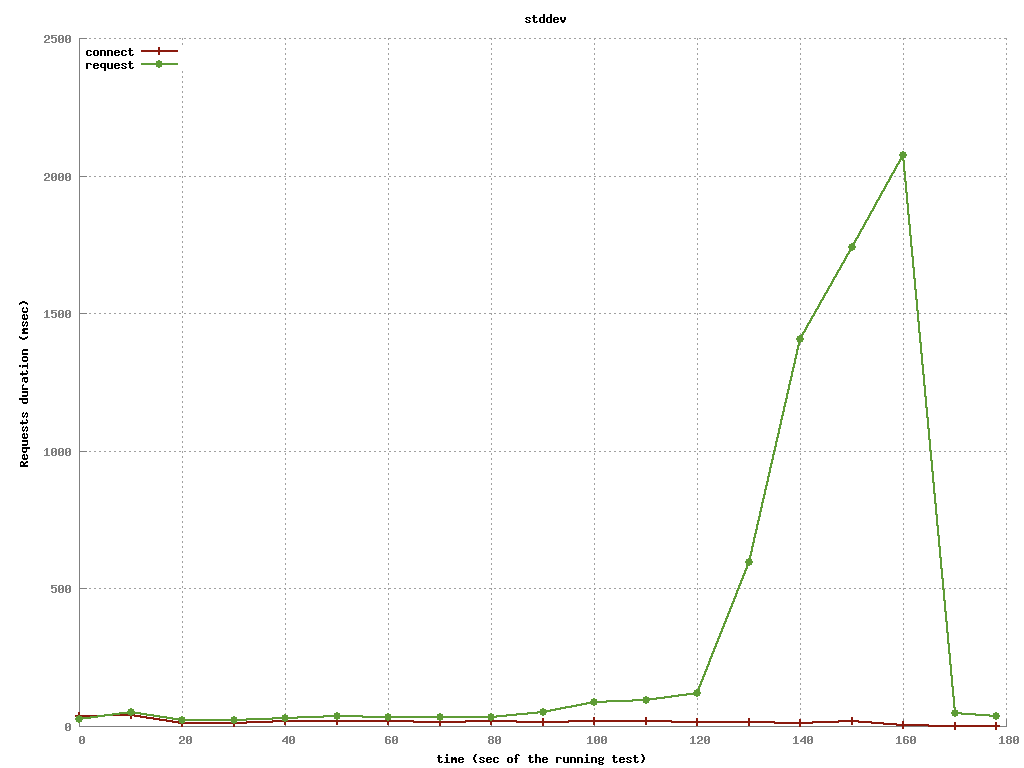 stddev
2500
connect
request
2000
1500
Requests duration (msec)
1000
500
0
0 20 40 60 80 100 120 140 160 180
time (sec of the running test)